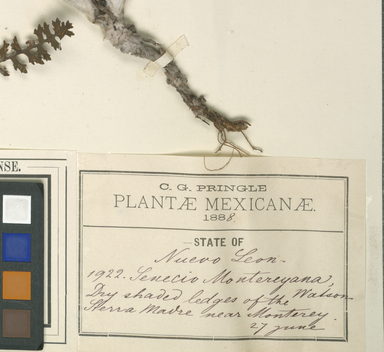 NSE.
C. G. PRINGLE
PLANTÆ MEXICANÆ.
1888.
STATE OF
Nuevo Leon.
1922. Senecio Montereyana, Watson
Dry shaded ledges of the
Sierra Madre near Monterey.
27 june